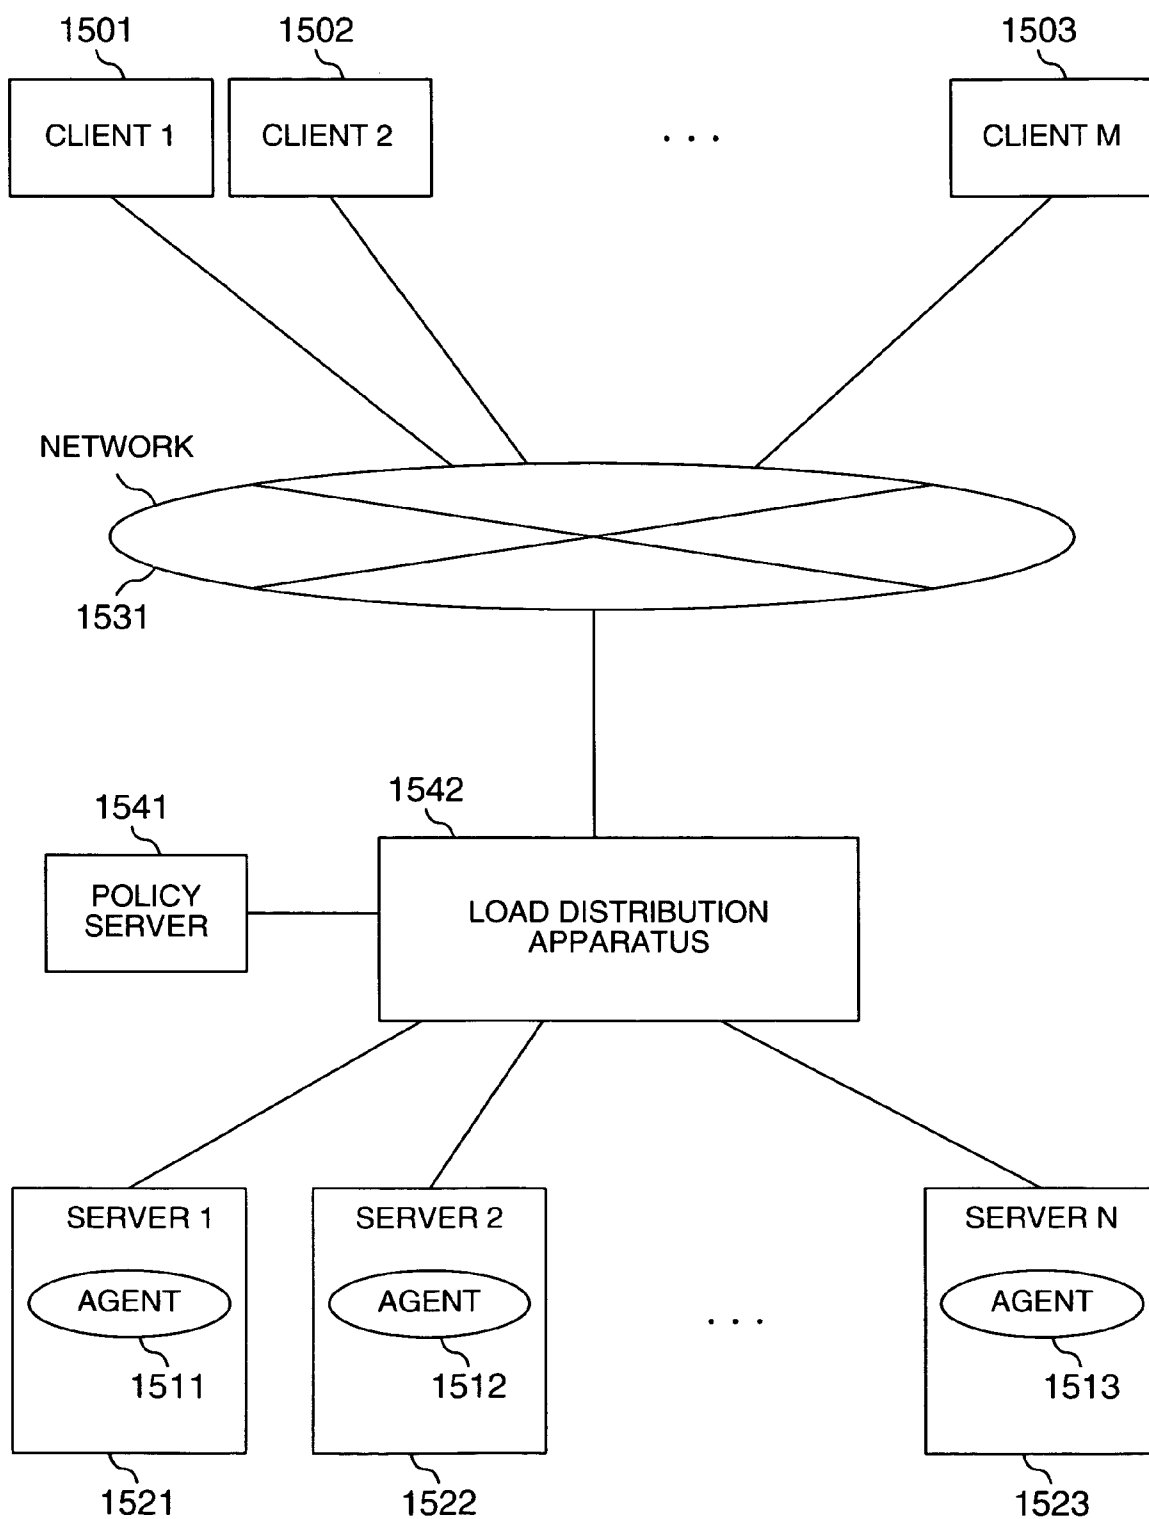 1501
1502
1503
CLIENT 1
CLIENT 2
. . .
CLIENT M
NETWORK
1531
1541
1542
POLICY
SERVER
LOAD DISTRIBUTION
APPARATUS
SERVER 1
SERVER 2
SERVER N
AGENT
AGENT
. . .
AGENT
1511
1512
1513
1521
1522
1523